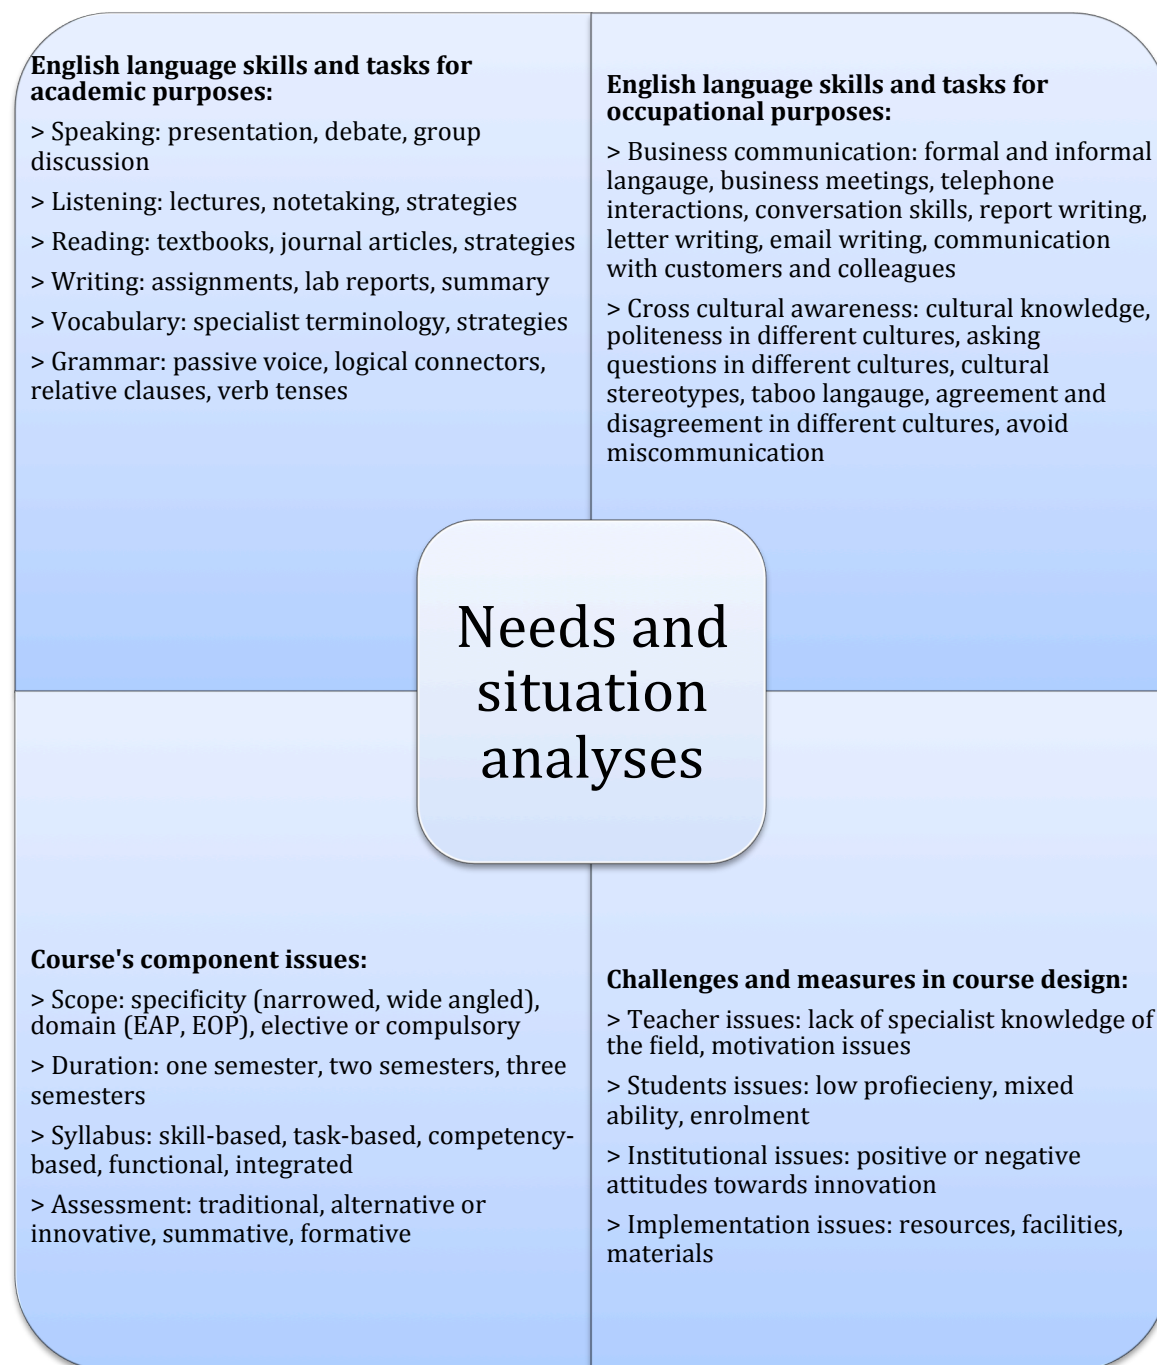 English language skills and tasks for
academic purposes:
> Speaking: presentation, debate, group
discussion
> Listening: lectures, notetaking, strategies
> Reading: textbooks, journal articles, strategies
> Writing: assignments, lab reports, summary
> Vocabulary: specialist terminology, strategies
> Grammar: passive voice, logical connectors,
relative clauses, verb tenses
English language skills and tasks for
occupational purposes:
> Business communication: formal and informal
langauge, business meetings, telephone
interactions, conversation skills, report writing,
letter writing, email writing, communication
with customers and colleagues
> Cross cultural awareness: cultural knowledge,
politeness in different cultures, asking
questions in different cultures, cultural
stereotypes, taboo langauge, agreement and
disagreement in different cultures, avoid
miscommunication
Needs and
situation
analyses
Course's component issues:
> Scope: specificity (narrowed, wide angled),
domain (EAP, EOP), elective or compulsory
> Duration: one semester, two semesters, three
semesters
> Syllabus: skill-based, task-based, competency-
based, functional, integrated
> Assessment: traditional, alternative or
innovative, summative, formative
Challenges and measures in course design:
> Teacher issues: lack of specialist knowledge of
the field, motivation issues
> Students issues: low profiecieny, mixed
ability, enrolment
> Institutional issues: positive or negative
attitudes towards innovation
> Implementation issues: resources, facilities,
materials